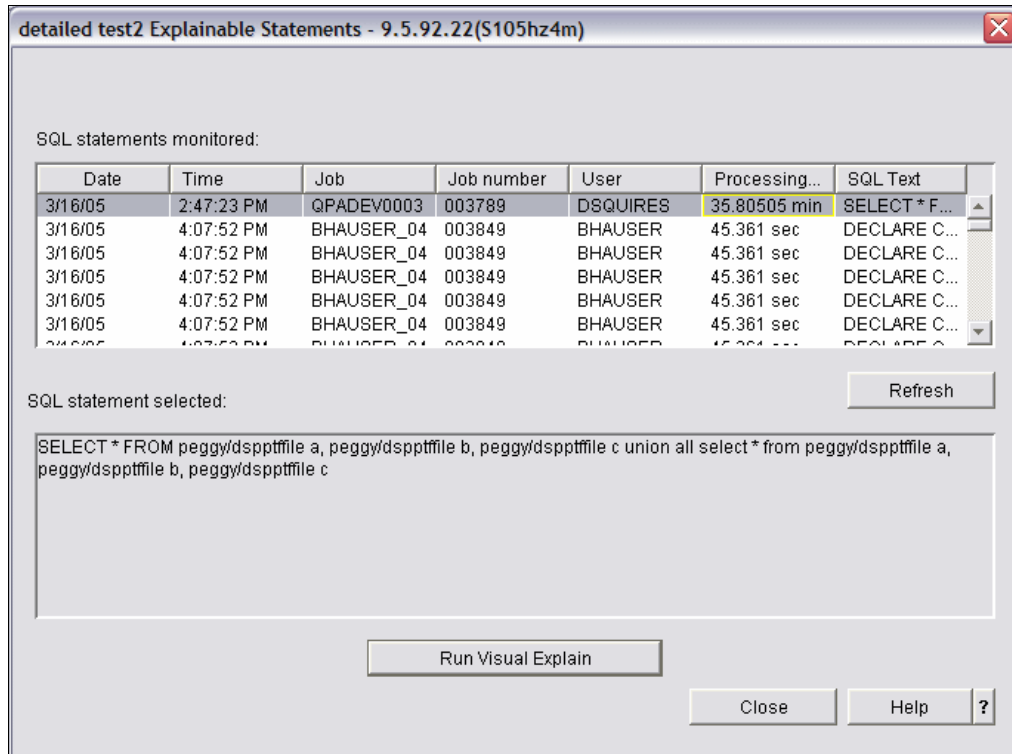 detailed test2 Explainable Statements - 9.5.92.22(S105hz4m)
SQL statements monitored:
Date Time Job Job number User Processing... SQL Text
3/16/05 2:47:23 PM QPADEV0003 003789 DSQUIRES 35.80505 min SELECT * F...
3/16/05 4:07:52 PM BHAUSER_04 003849 BHAUSER 45.361 sec DECLARE C...
3/16/05 4:07:52 PM BHAUSER_04 003849 BHAUSER 45.361 sec DECLARE C...
3/16/05 4:07:52 PM BHAUSER_04 003849 BHAUSER 45.361 sec DECLARE C...
3/16/05 4:07:52 PM BHAUSER_04 003849 BHAUSER 45.361 sec DECLARE C...
3/16/05 4:07:52 PM BHAUSER_04 003849 BHAUSER 45.361 sec DECLARE C...
Refresh
SQL statement selected:
SELECT * FROM peggy/dspptfffile a, peggy/dspptfffile b, peggy/dspptfffile c union all select * from peggy/dspptfffile a,
peggy/dspptfffile b, peggy/dspptfffile c
Run Visual Explain
Close Help ?